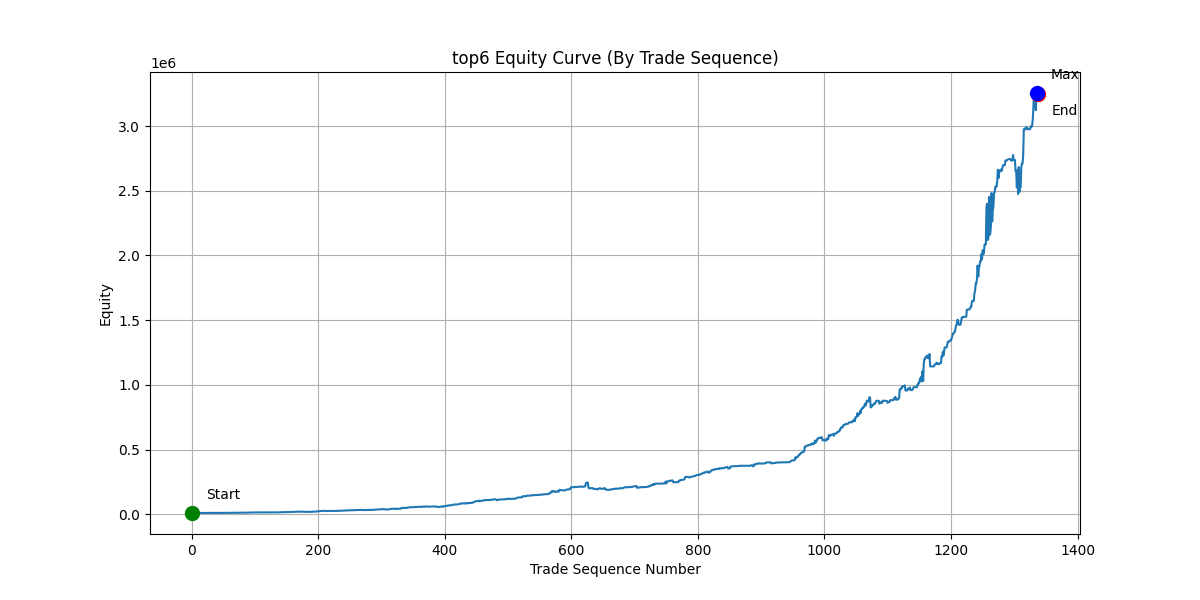 top6 Equity Curve (By Trade Sequence)
1e6
Max
End
3.0
2.5
2.0
1.5
1.0
0.5
0.0
Equity
Start
0 200 400 600 800 1000 1200 1400
Trade Sequence Number